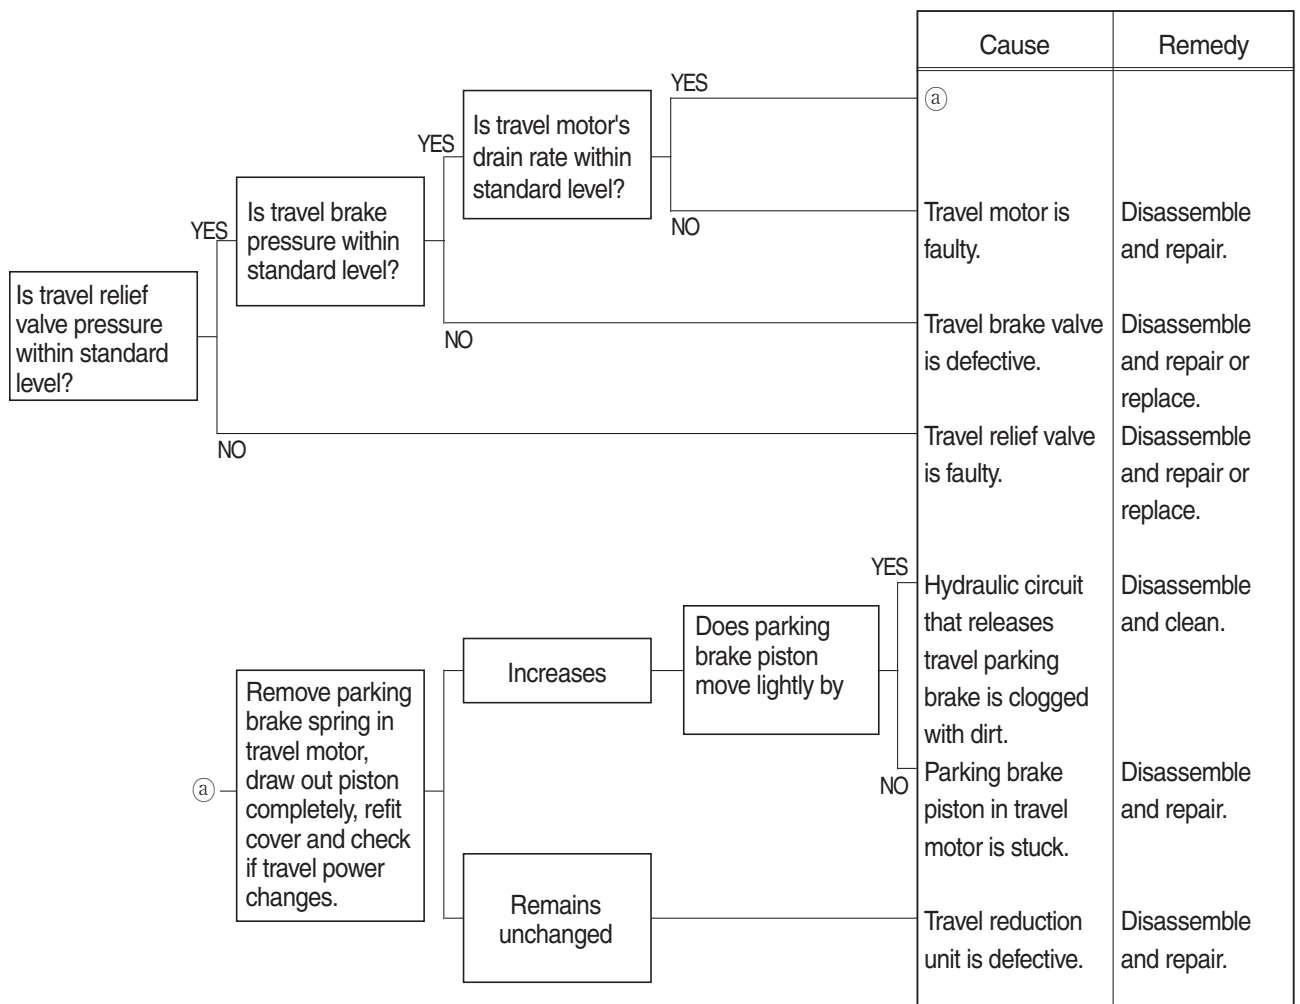 Cause
Remedy
YES
ⓐ
Is travel motor's
drain rate within
standard level?
YES
NO
Travel motor is
faulty.
Disassemble
and repair.
Is travel brake
pressure within
standard level?
YES
NO
Travel brake valve
is defective.
Disassemble
and repair or
replace.
Is travel relief
valve pressure
within standard
level?
NO
Travel relief valve
is faulty.
Disassemble
and repair or
replace.
ⓐ
Remove parking
brake spring in
travel motor,
draw out piston
completely, refit
cover and check
if travel power
changes.
Increases
Does parking
brake piston
move lightly by
YES
Hydraulic circuit
that releases
travel parking
brake is clogged
with dirt.
Disassemble
and clean.
NO
Parking brake
piston in travel
motor is stuck.
Disassemble
and repair.
Remains
unchanged
Travel reduction
unit is defective.
Disassemble
and repair.